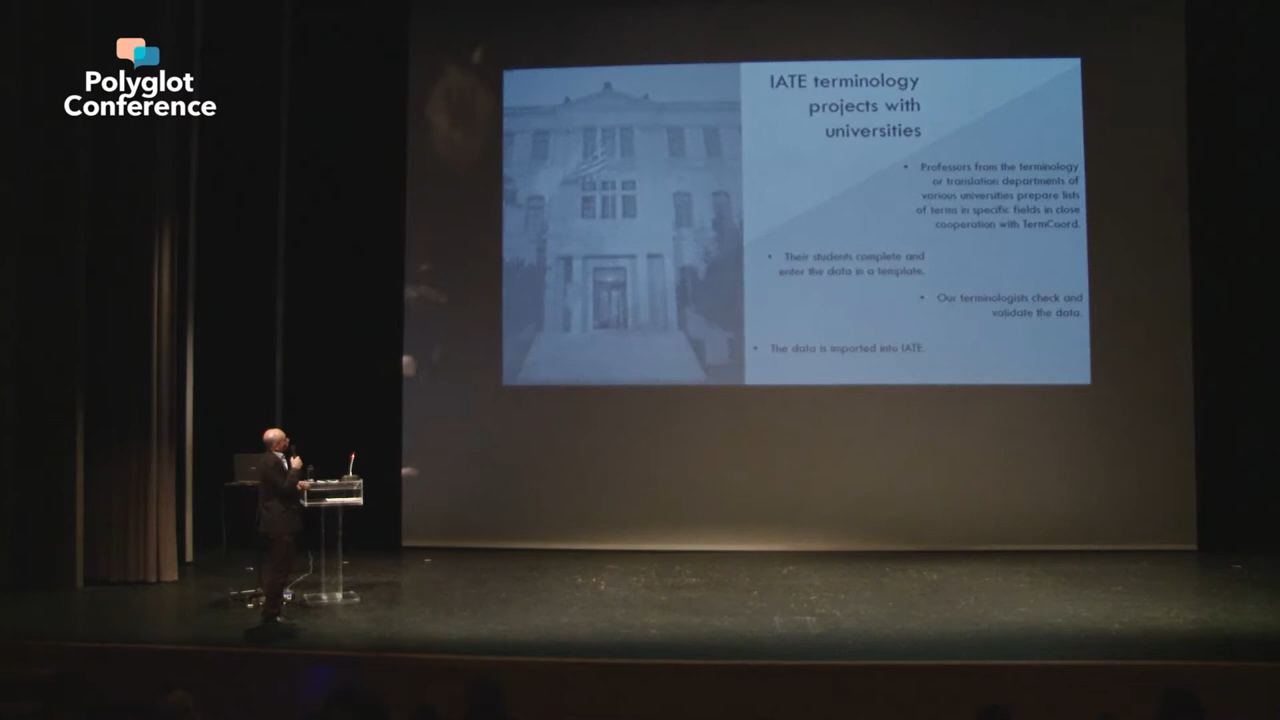 Polyglot
Conference
IATE terminology
projects with
universities
• Professors from the terminology
or translation departments of
various universities prepare lists
of terms in specific fields in close
cooperation with TermCoord.
• Their students complete and
enter the data in a template.
• Our terminologists check and
validate the data.
• The data is imported into IATE.